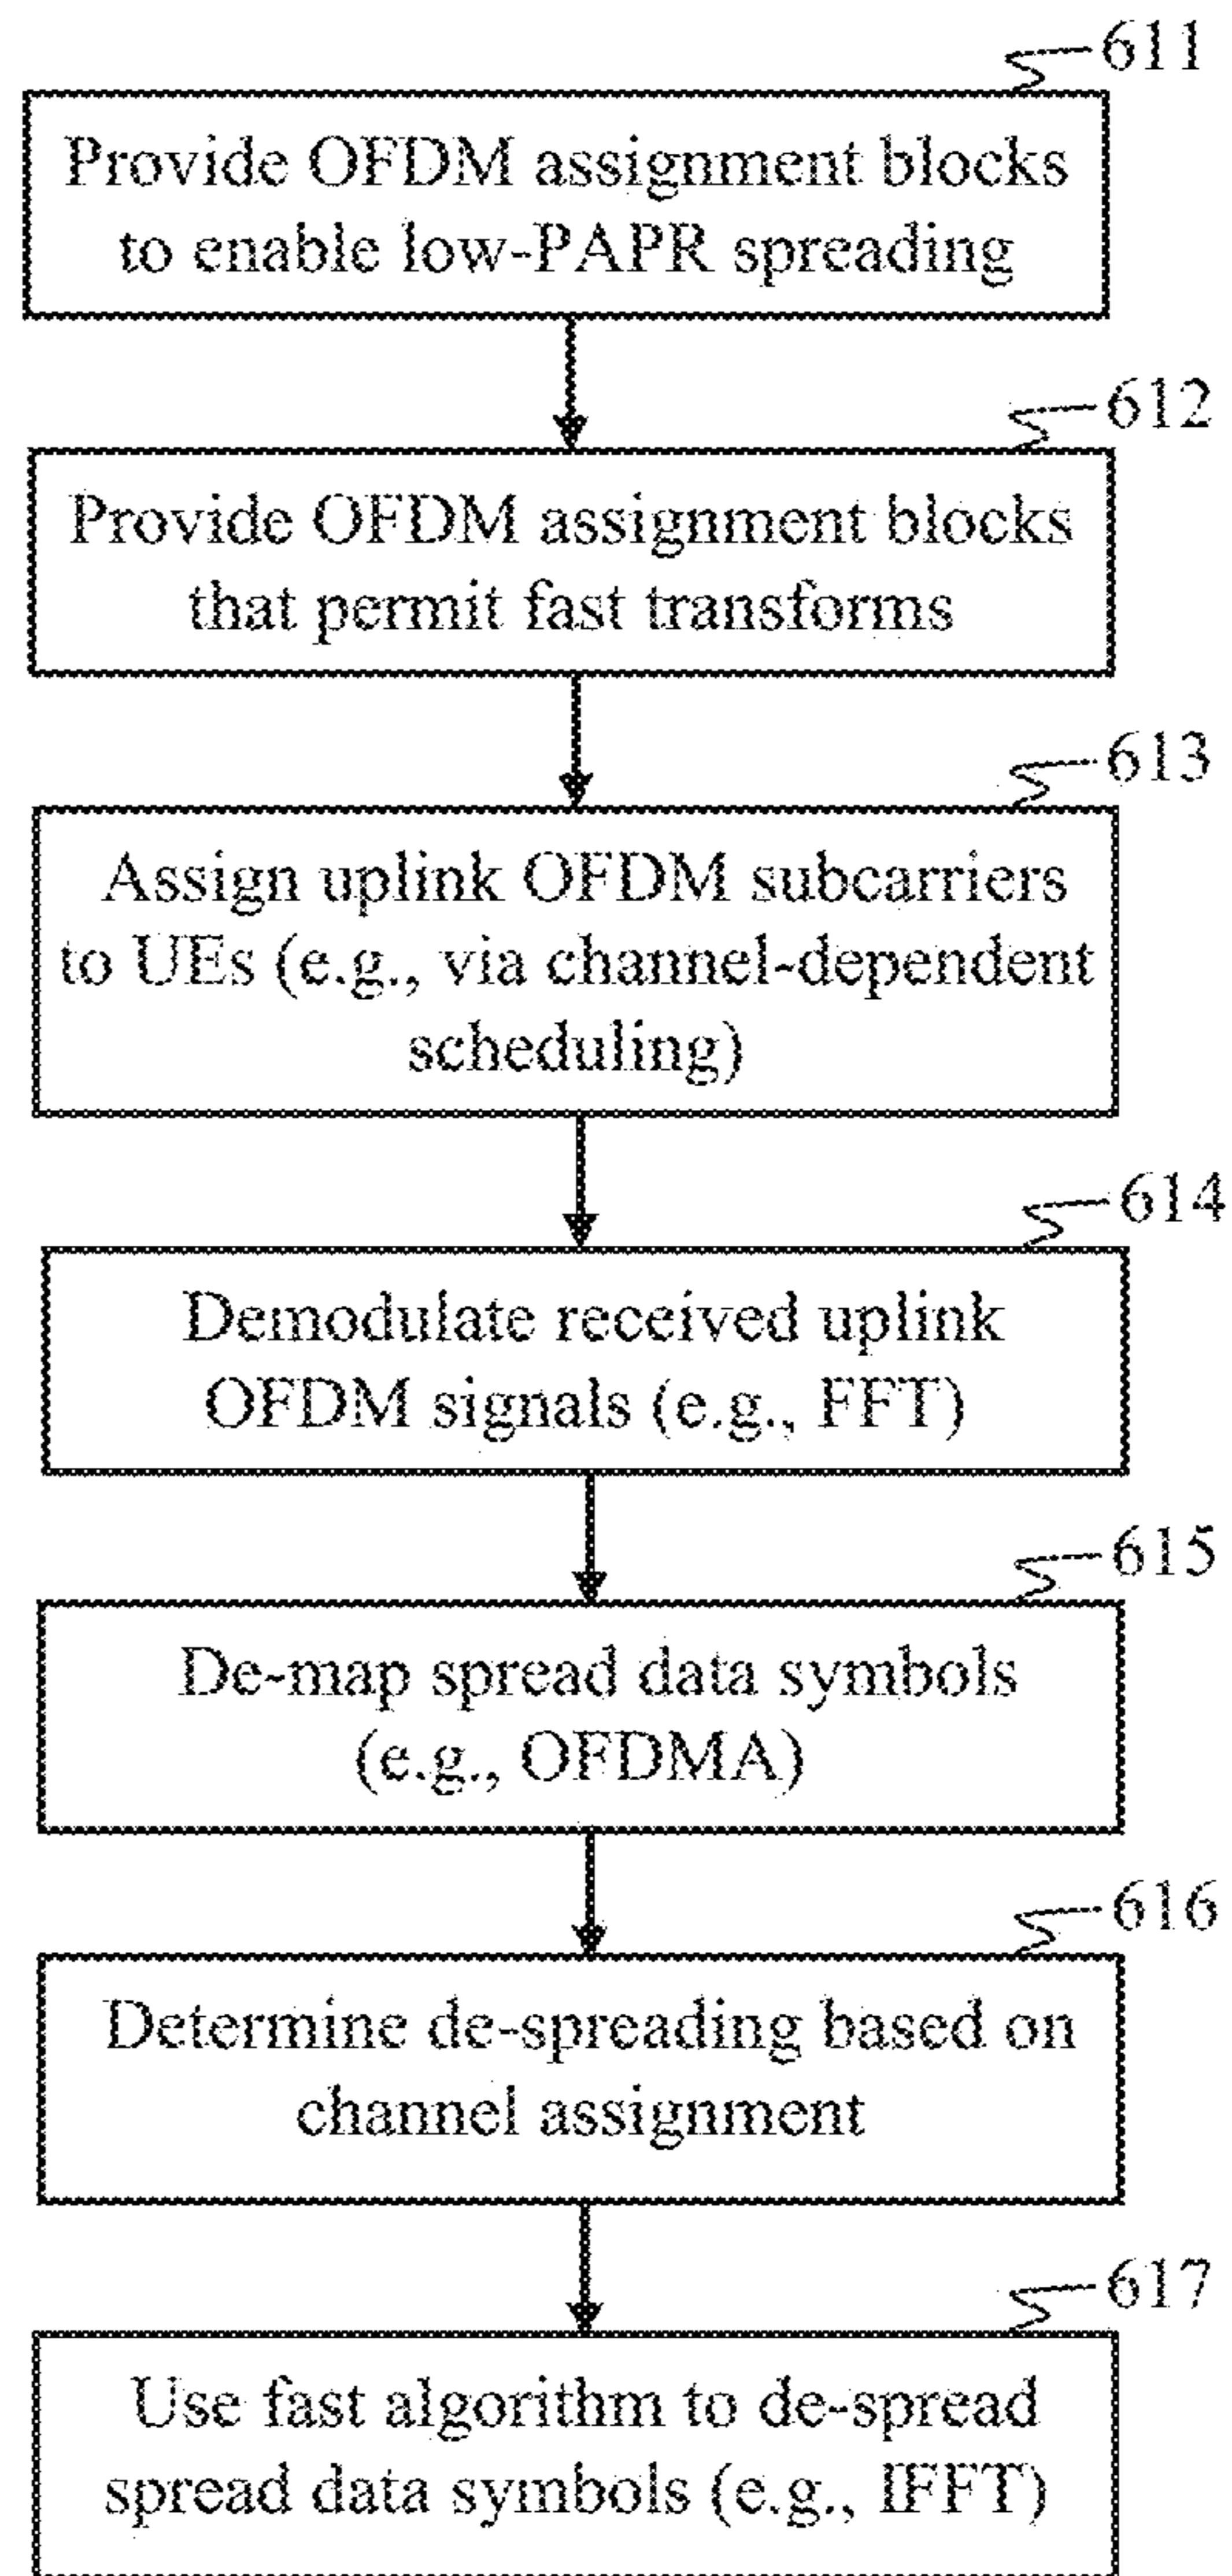 611
Provide OFDM assignment blocks
to enable low-PAPR spreading
612
Provide OFDM assignment blocks
that permit fast transforms
613
Assign uplink OFDM subcarriers
to UEs (e.g., via channel-dependent
scheduling)
614
Demodulate received uplink
OFDM signals (e.g., FFT)
615
De-map spread data symbols
(e.g., OFDMA)
616
Determine de-spreading based on
channel assignment
617
Use fast algorithm to de-spread
spread data symbols (e.g., IFFT)